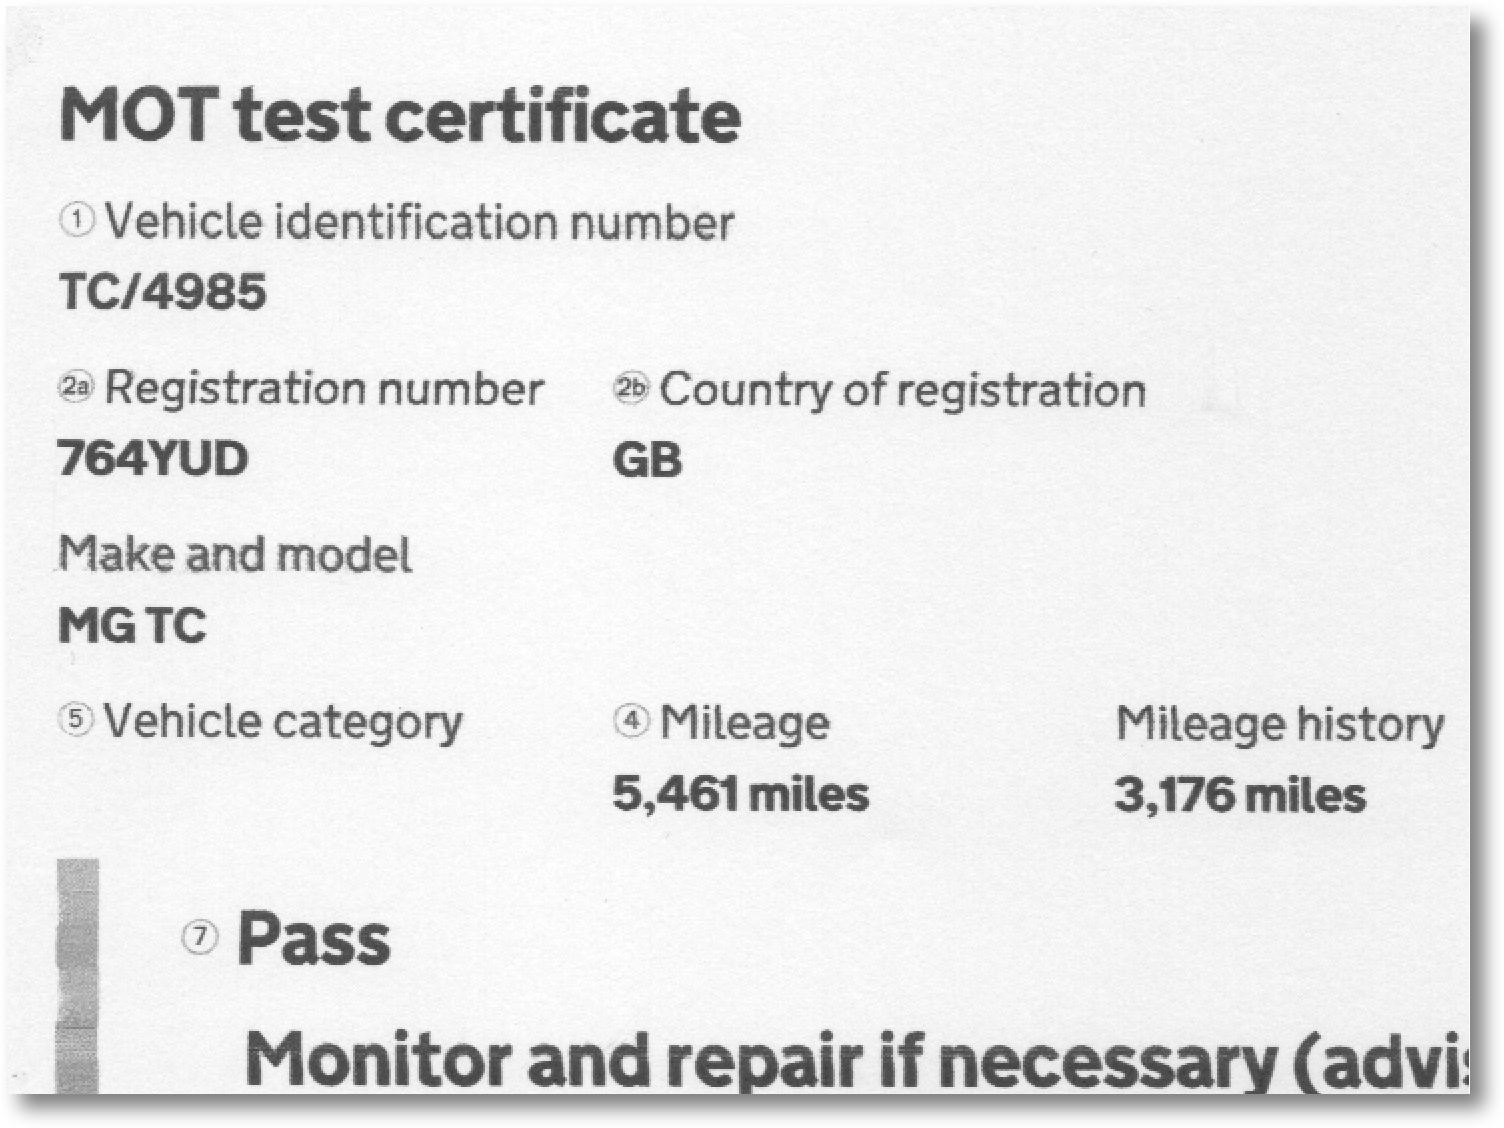 MOT test certificate
① Vehicle identification number
TC/4985
2a Registration number 2b Country of registration
764YUD GB
Make and model
MG TC
⑤ Vehicle category ④ Mileage Mileage history
5,461 miles 3,176 miles
⑦ Pass
Monitor and repair if necessary